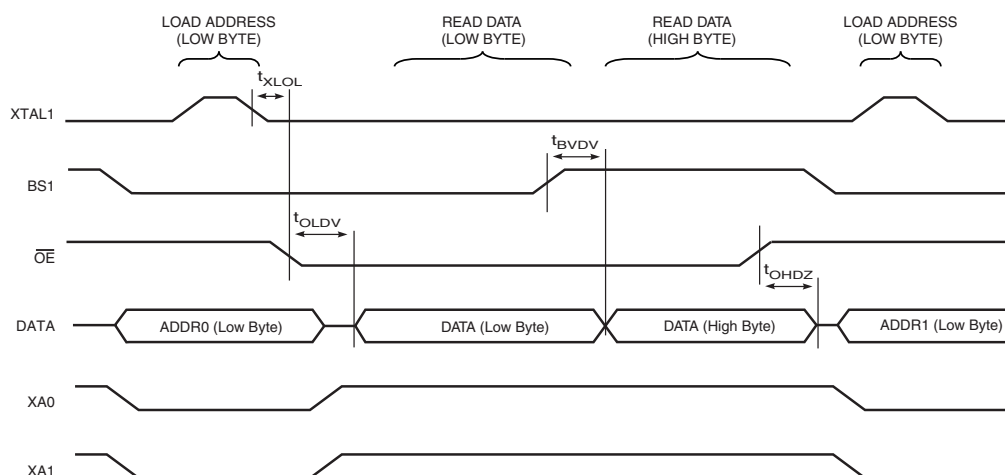 LOAD ADDRESS
(LOW BYTE)
READ DATA
(LOW BYTE)
READ DATA
(HIGH BYTE)
LOAD ADDRESS
(LOW BYTE)
tXLOL
XTAL1
tBVDV
BS1
tOLDV
OE
tOHDZ
DATA
ADDR0 (Low Byte)
DATA (Low Byte)
DATA (High Byte)
ADDR1 (Low Byte)
XA0
XA1